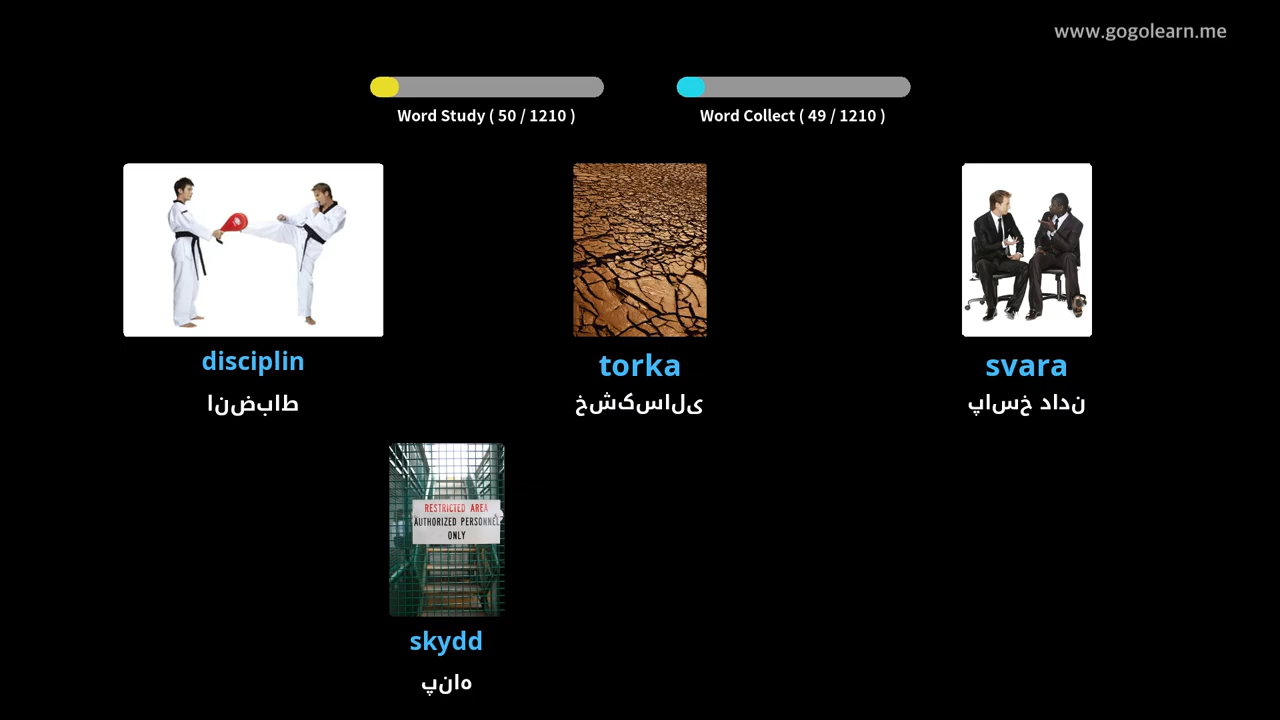 www.gogolearn.me
Word Study ( 50 / 1210 )
Word Collect ( 49 / 1210 )
disciplin
انضباط
torka
خشکسالی
svara
پاسخ دادن
RESTRICTED AREA
AUTHORIZED PERSONNEL
ONLY
skydd
پناه